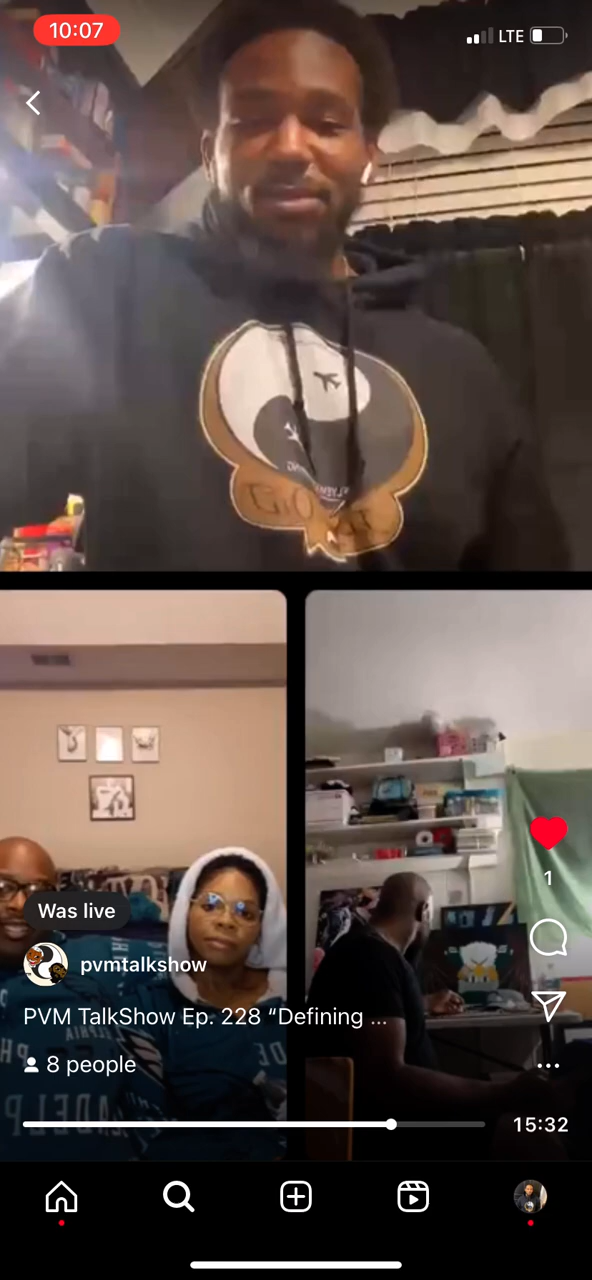 10:07
LTE
Was live
pvmtalkshow
PVM TalkShow Ep. 228 “Defining ...
1
8 people
15:32